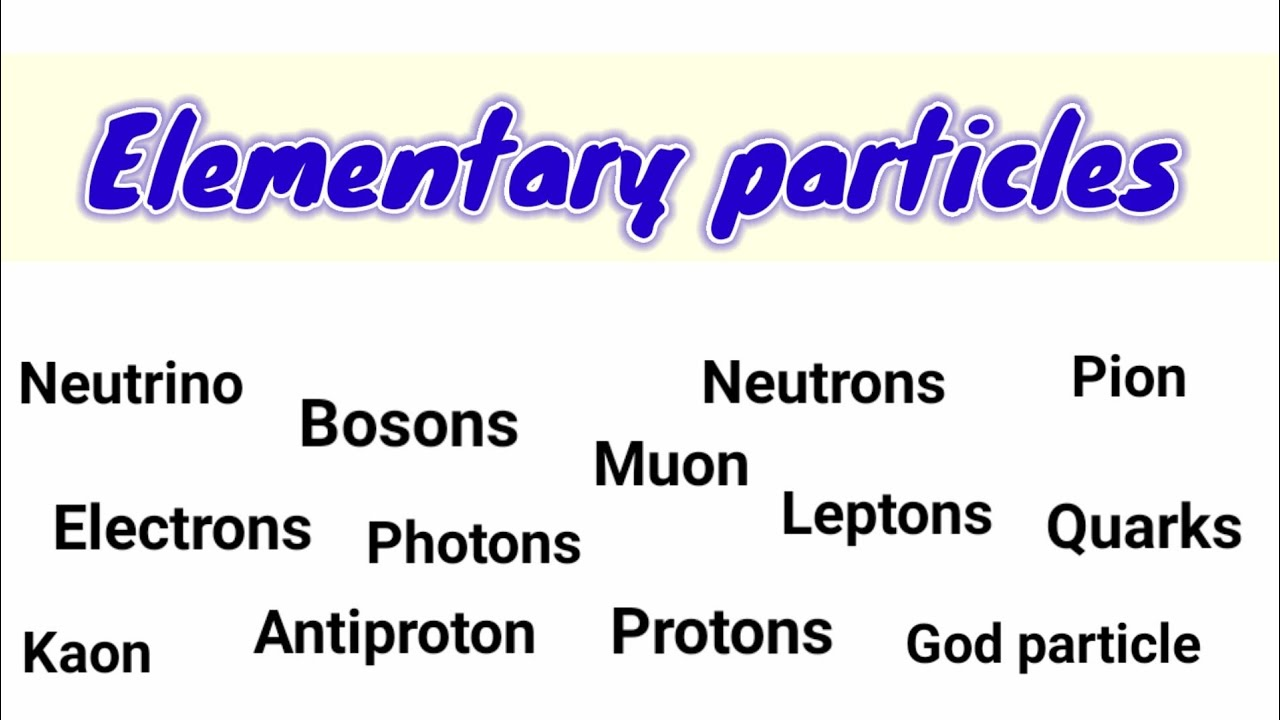 Elementary particles
Neutrino
Bosons
Neutrons
Pion
Muon
Electrons
Photons
Leptons
Quarks
Kaon
Antiproton
Protons
God particle